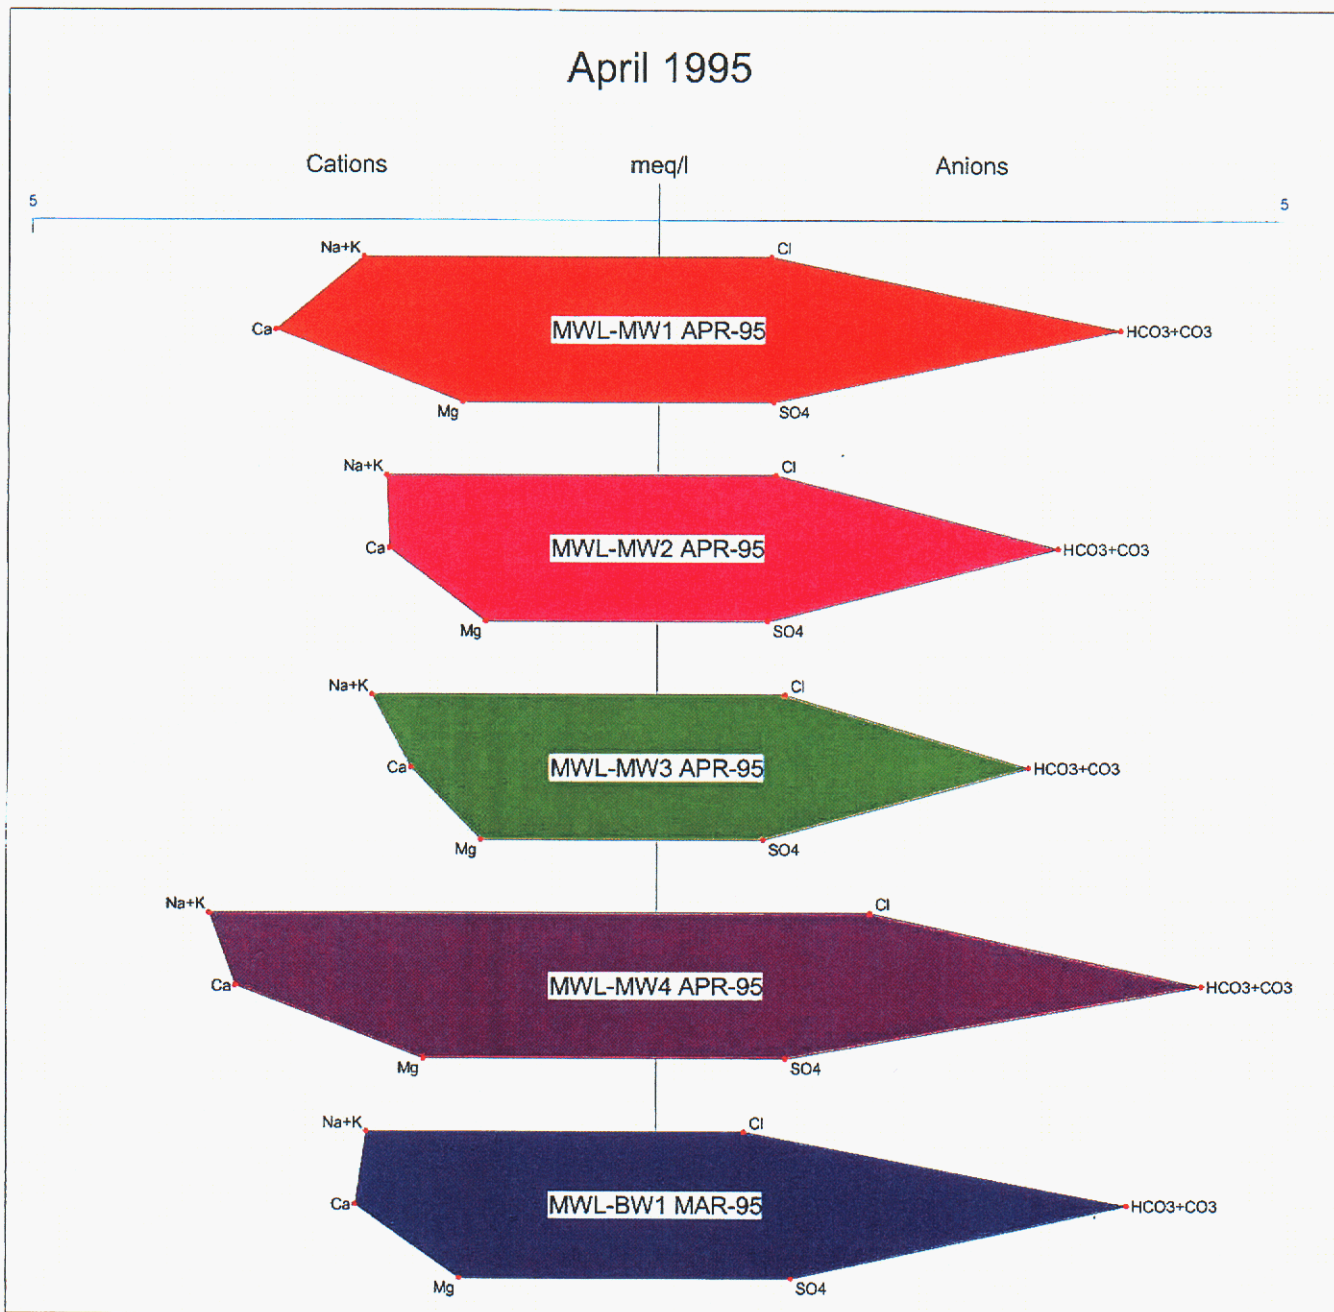 April 1995
Cations meq/l Anions
5 5
Na+K Cl
Ca MWL-MW1 APR-95 HCO3+CO3
Mg SO4
Na+K Cl
Ca MWL-MW2 APR-95 HCO3+CO3
Mg SO4
Na+K Cl
Ca MWL-MW3 APR-95 HCO3+CO3
Mg SO4
Na+K Cl
Ca MWL-MW4 APR-95 HCO3+CO3
Mg SO4
Na+K Cl
Ca MWL-BW1 MAR-95 HCO3+CO3
Mg SO4